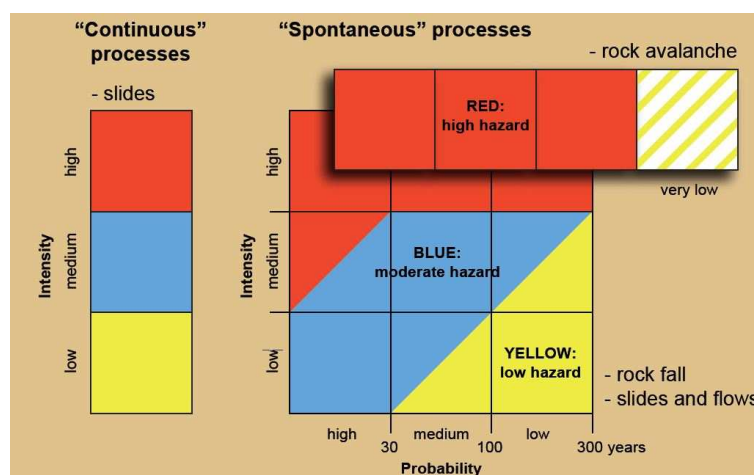 “Continuous”
processes
- slides
high
medium
low
Intensity
“Spontaneous” processes
- rock avalanche
RED:
high hazard
very low
high
medium
low
Intensity
BLUE:
moderate hazard
YELLOW:
low hazard
- rock fall
- slides and flows
high
medium
low
30
100
300 years
Probability